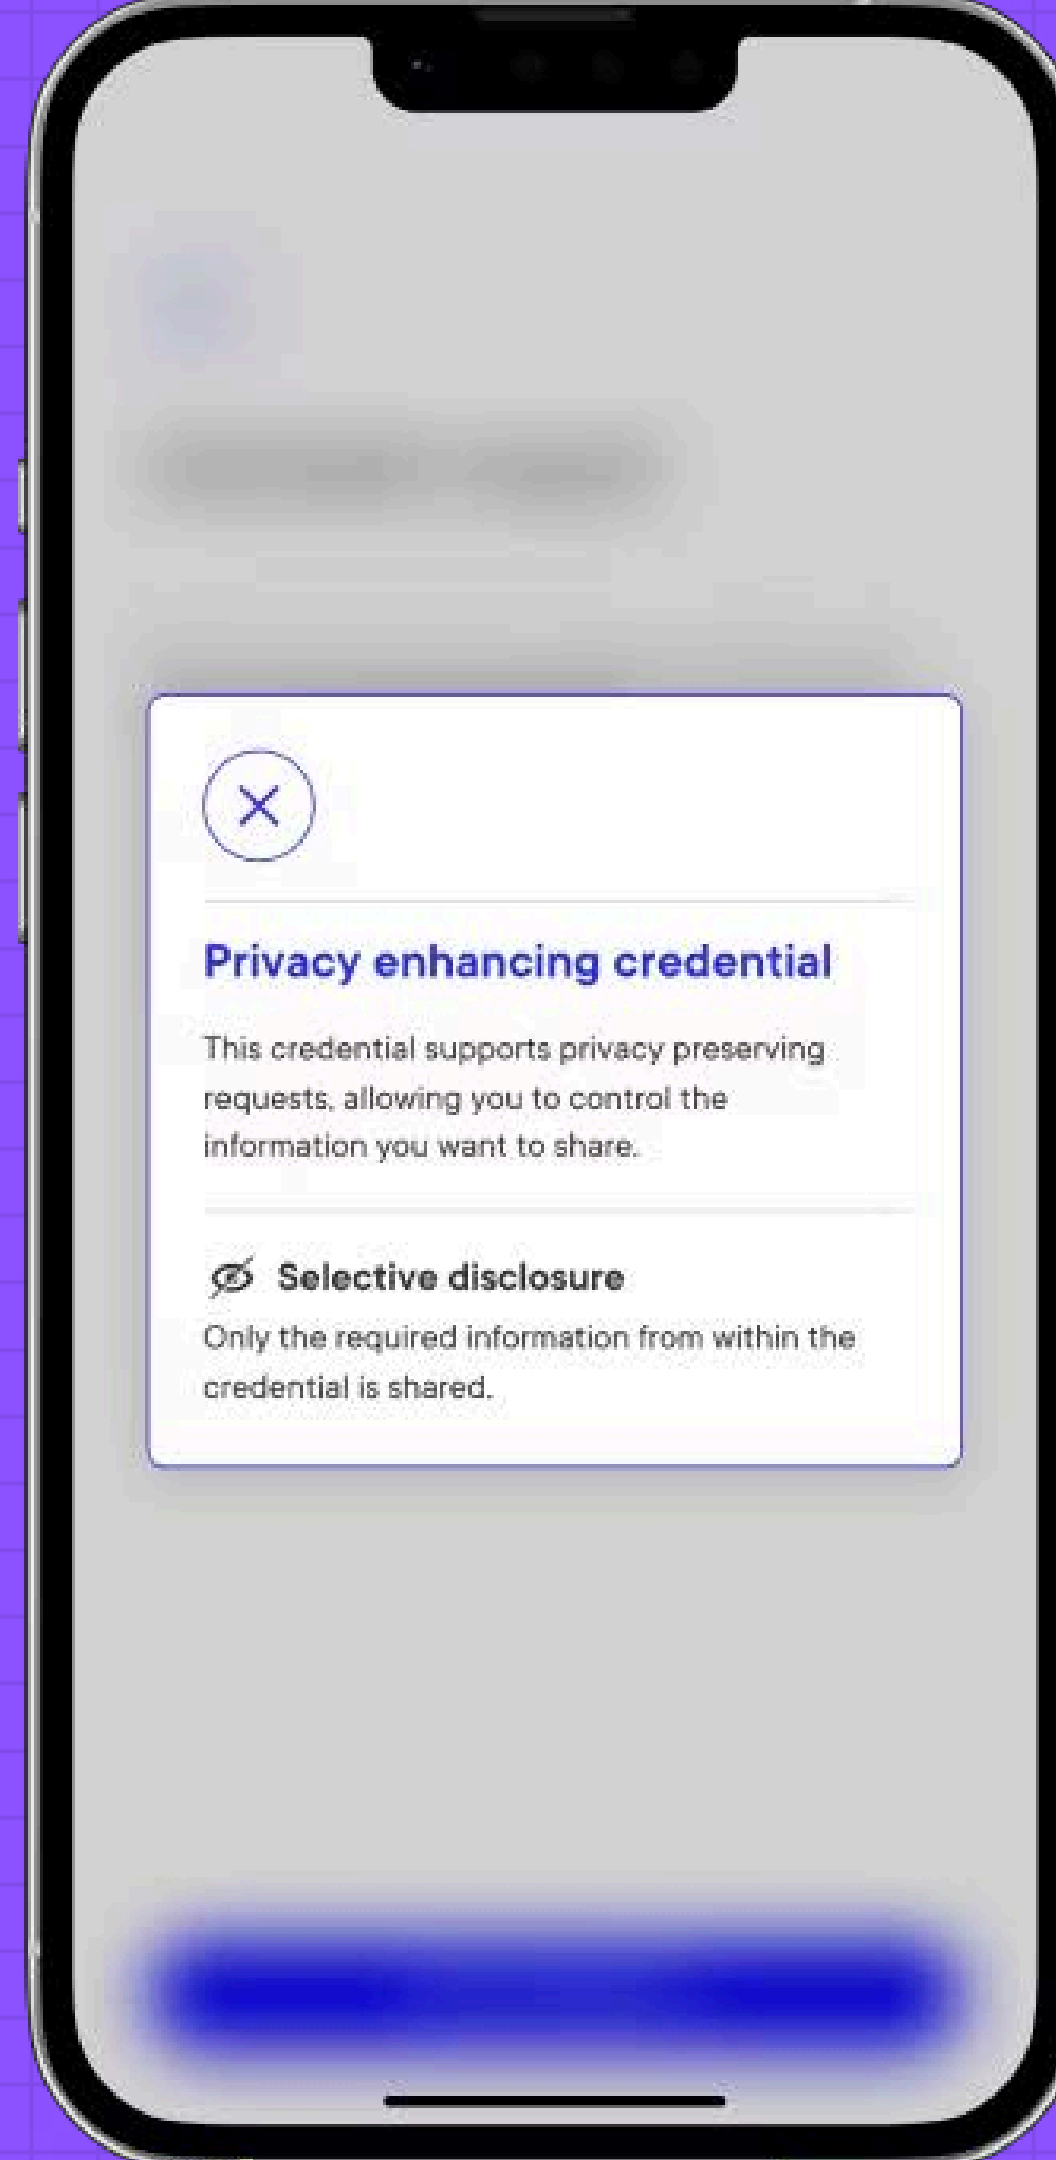 Privacy enhancing credential
This credential supports privacy preserving
requests, allowing you to control the
information you want to share.
Selective disclosure
Only the required information from within the
credential is shared.